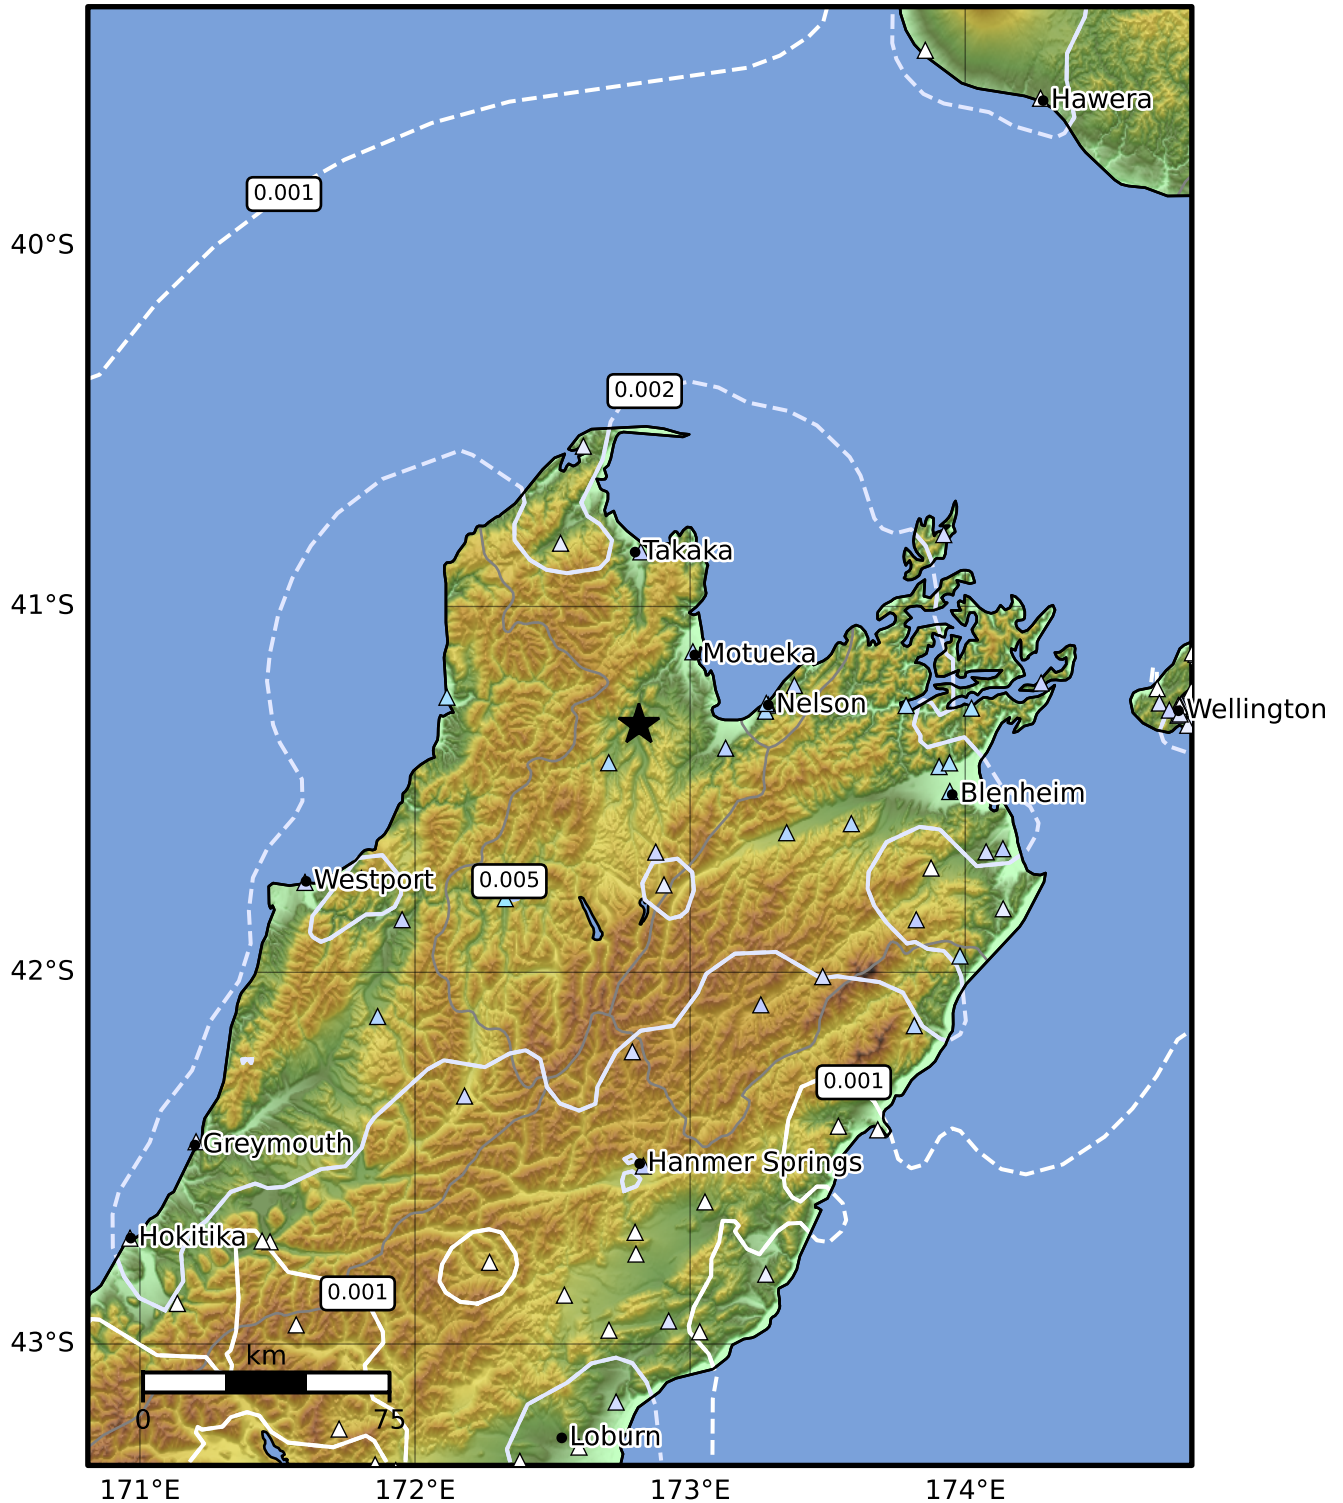 Hawera
0.001
40°S
0.002
Takaka
41°S
Motueka
Nelson
Wellington
Blenheim
Westport
0.005
42°S
0.001
Greymouth
Hanmer Springs
Hokitika
0.001
43°S
km
0 75
Loburn
171°E 172°E 173°E 174°E